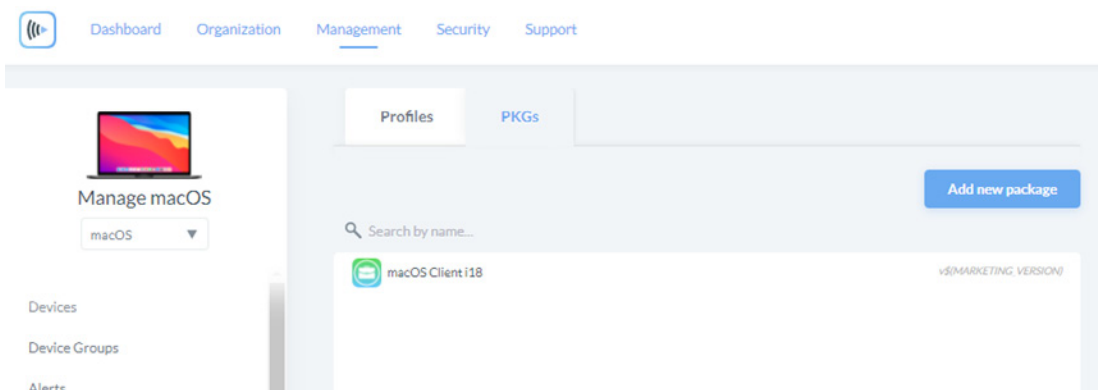 Dashboard Organization Management Security Support
Profiles PKGs
Manage macOS
macOS
Add new package
Search by name...
macOS Client i18 v$(MARKETING_VERSION)
Devices
Device Groups
Alerts